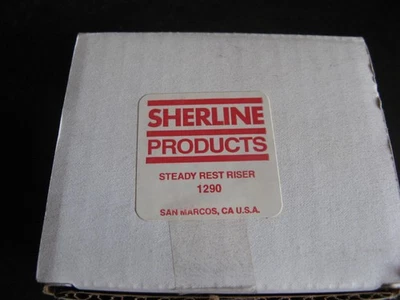 SHERLINE
PRODUCTS
STEADY REST RISER
1290
SAN MARCOS, CA U.S.A.